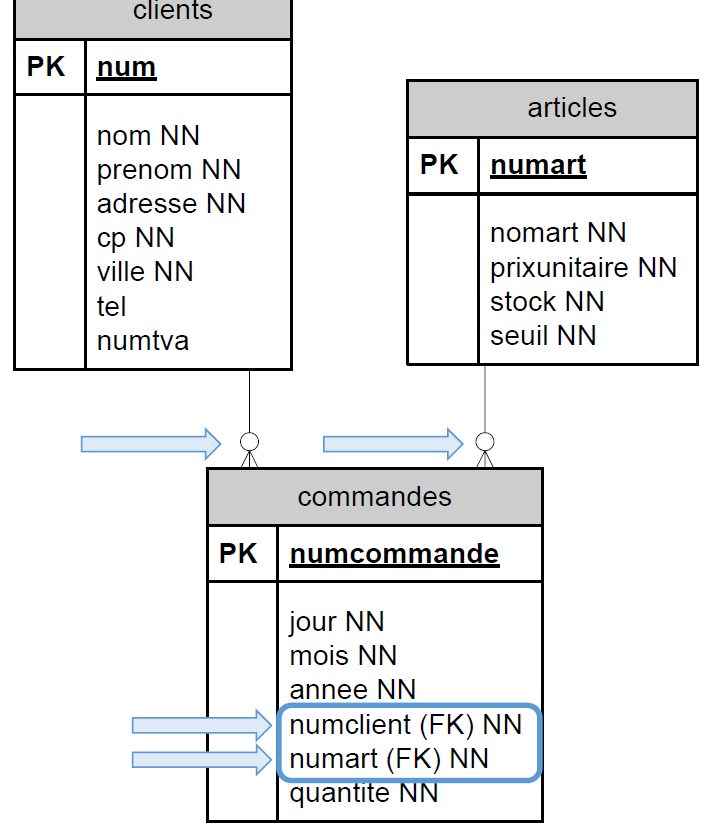 clients
PK num
nom NN
prenom NN
adresse NN
cp NN
ville NN
tel
numtva
articles
PK numart
nomart NN
prixunitaire NN
stock NN
seuil NN
commandes
PK numcommande
jour NN
mois NN
annee NN
numclient (FK) NN
numart (FK) NN
quantite NN